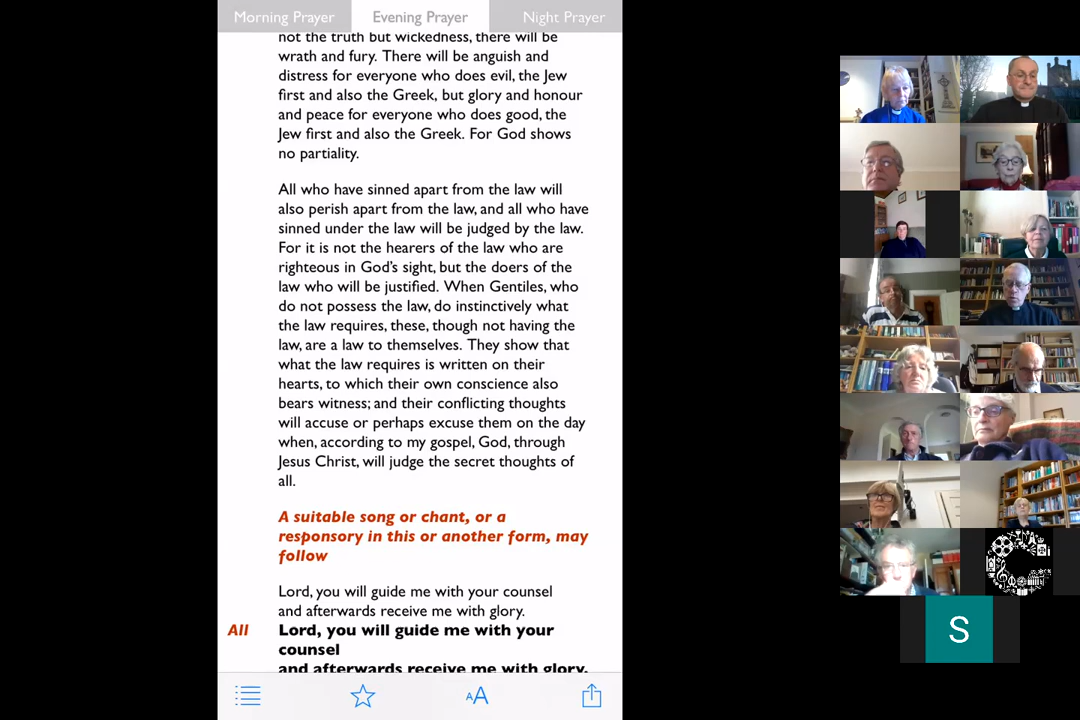 Morning Prayer
Evening Prayer
Night Prayer
not the truth but wickedness, there will be
wrath and fury. There will be anguish and
distress for everyone who does evil, the Jew
first and also the Greek, but glory and honour
and peace for everyone who does good, the
Jew first and also the Greek. For God shows
no partiality.
All who have sinned apart from the law will
also perish apart from the law, and all who have
sinned under the law will be judged by the law.
For it is not the hearers of the law who are
righteous in God's sight, but the doers of the
law who will be justified. When Gentiles, who
do not possess the law, do instinctively what
the law requires, these, though not having the
law, are a law to themselves. They show that
what the law requires is written on their
hearts, to which their own conscience also
bears witness; and their conflicting thoughts
will accuse or perhaps excuse them on the day
when, according to my gospel, God, through
Jesus Christ, will judge the secret thoughts of
all.
A suitable song or chant, or a
responsory in this or another form, may
follow
Lord, you will guide me with your counsel
and afterwards receive me with glory.
All Lord, you will guide me with your
counsel
and afterwards receive me with glory.
AA
S